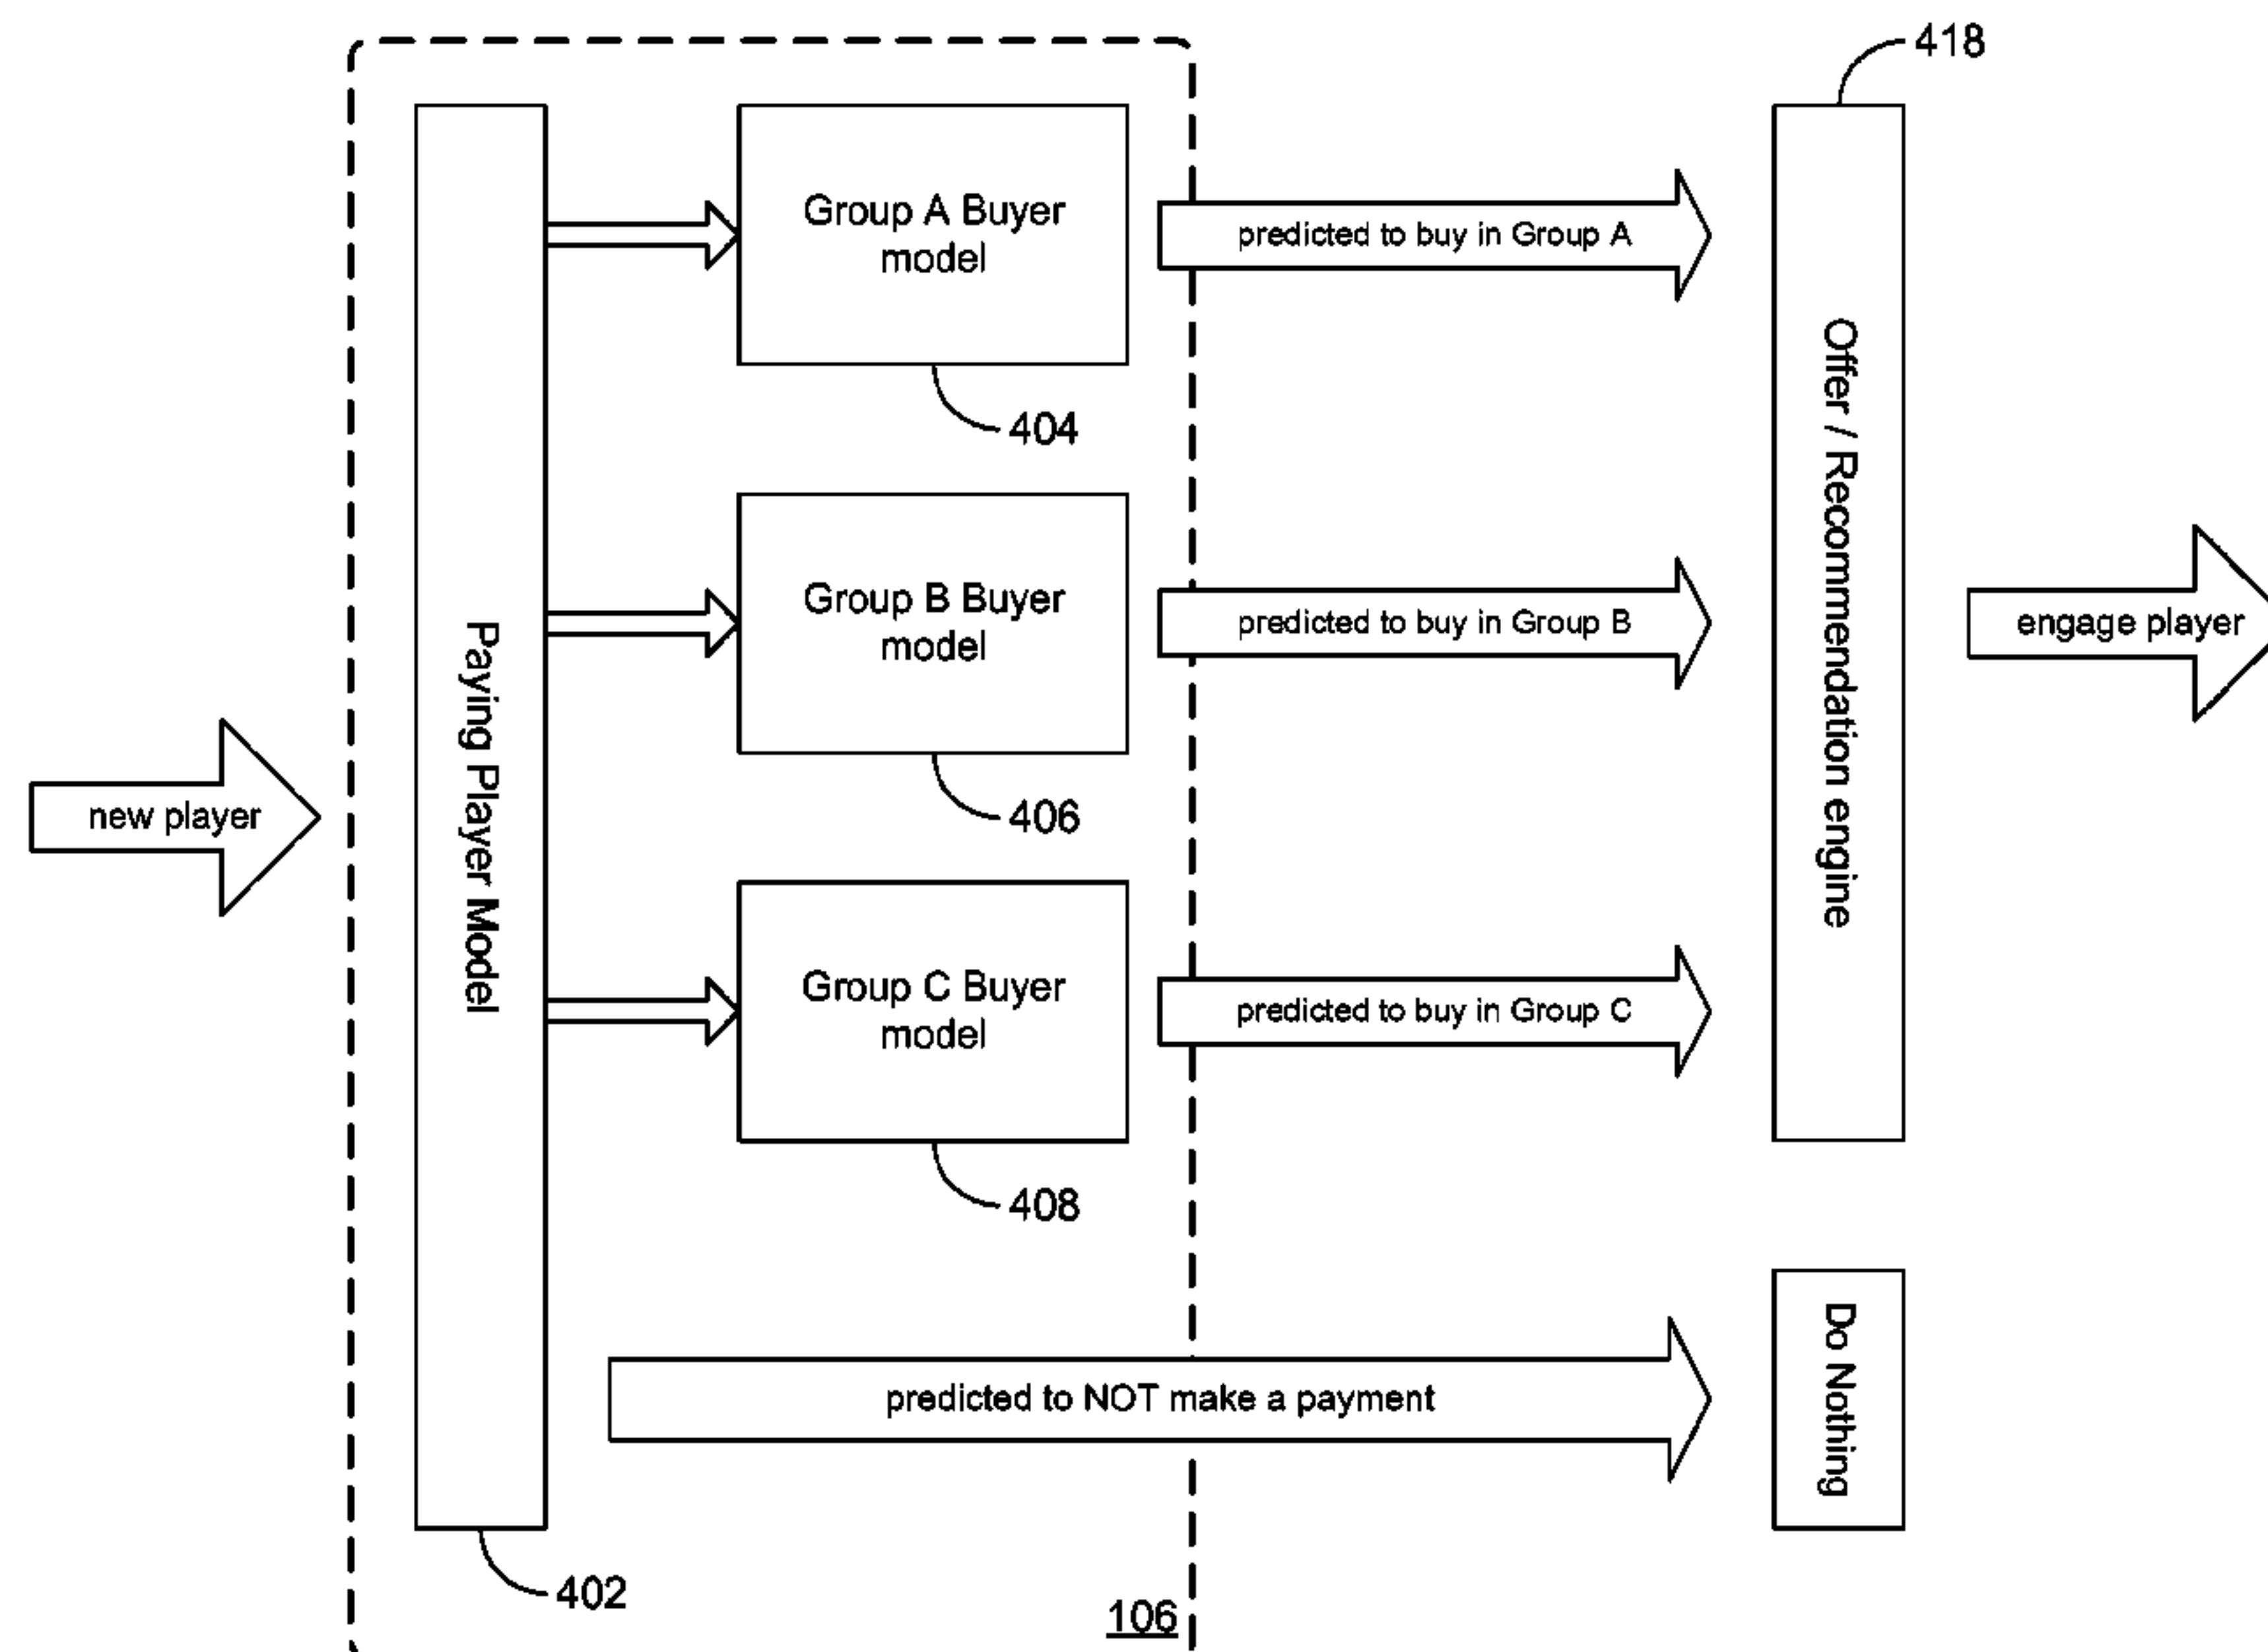 418
Group A Buyer
model
predicted to buy in Group A
404
Offer / Recommendation engine
Group B Buyer
model
predicted to buy in Group B
engage player
Paying Player Model
new player
406
Group C Buyer
model
predicted to buy in Group C
408
predicted to NOT make a payment
Do Nothing
402
106